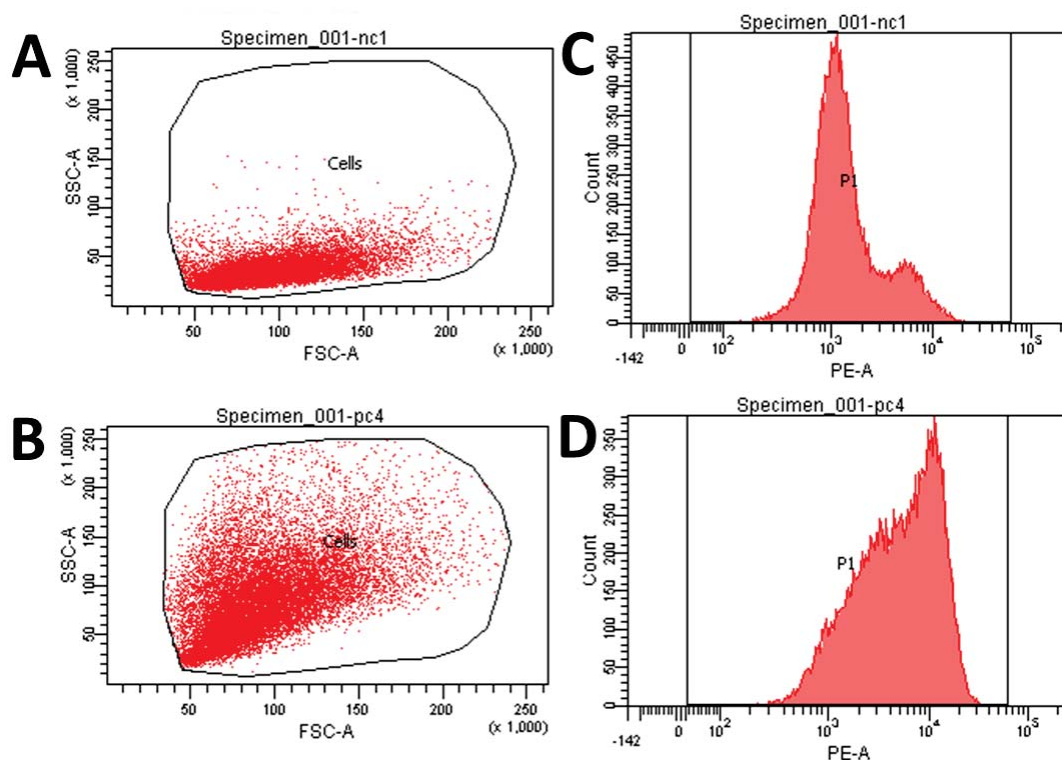 A
Specimen_001-nc1
(x 1,000)
250
200
150
100
50
SSC-A
Cells
50 100 150 200 250
FSC-A
(x 1,000)
C
Specimen_001-nc1
Count
450
400
350
300
250
200
150
100
50
0
P1
-142 0 10² 10³ 10⁴ 10⁵
PE-A
B
Specimen_001-pc4
(x 1,000)
250
200
150
100
50
SSC-A
Cells
50 100 150 200 250
FSC-A
(x 1,000)
D
Specimen_001-pc4
Count
350
300
250
200
150
100
50
0
P1
-142 0 10² 10³ 10⁴ 10⁵
PE-A